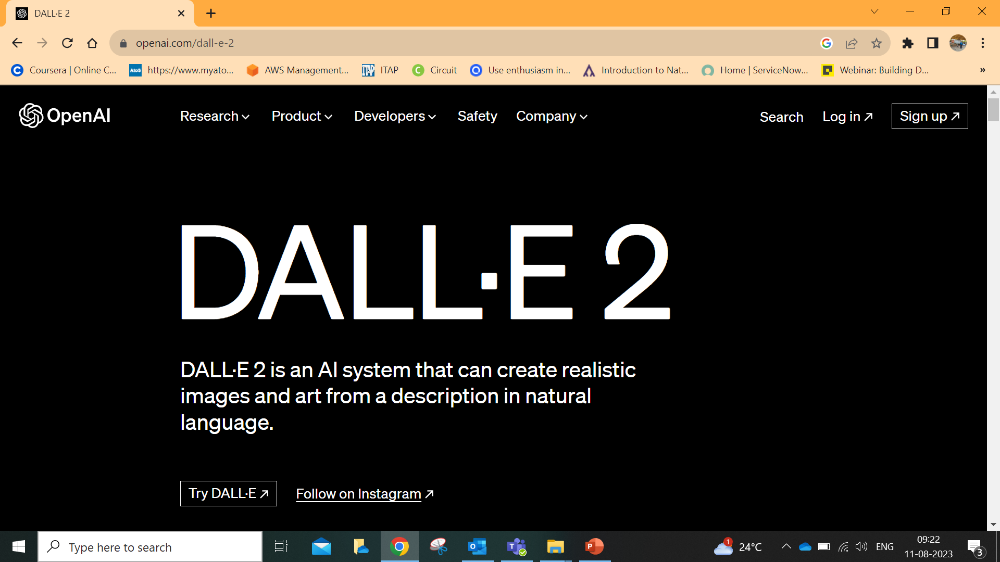 DALL·E 2
openai.com/dall-e-2
Coursera | Online C...
Atos
https://www.myato...
AWS Management...
ITAP
ITAP
Circuit
Use enthusiasm in...
Introduction to Nat...
Home | ServiceNow...
Webinar: Building D...
»
OpenAI
Research
Product
Developers
Safety
Company
Search
Log in ↗
Sign up ↗
DALL·E 2
DALL·E 2 is an AI system that can create realistic
images and art from a description in natural
language.
Try DALL·E ↗
Follow on Instagram ↗
Type here to search
1
24°C
ENG
09:22
11-08-2023
3